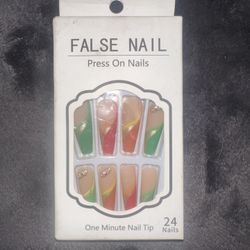 FALSE NAIL
Press On Nails
One Minute Nail Tip
24
Nails